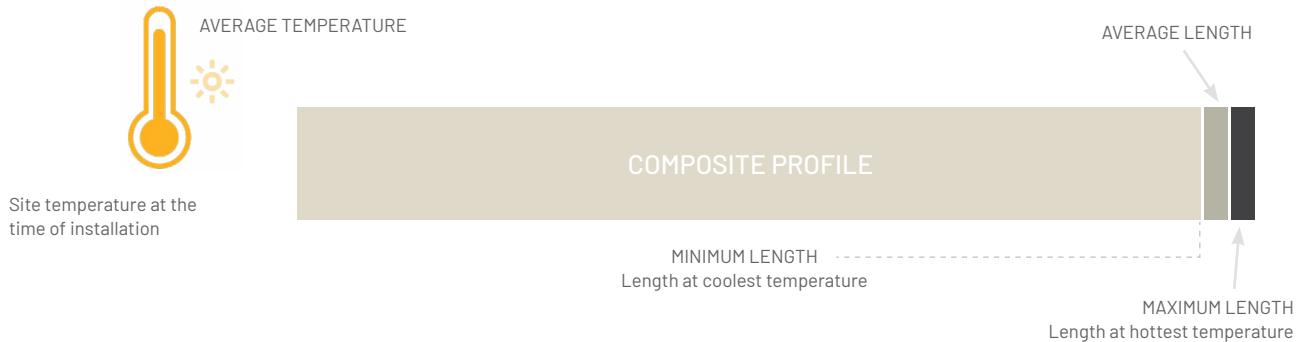 AVERAGE TEMPERATURE
AVERAGE LENGTH
COMPOSITE PROFILE
Site temperature at the
time of installation
MINIMUM LENGTH
Length at coolest temperature
MAXIMUM LENGTH
Length at hottest temperature